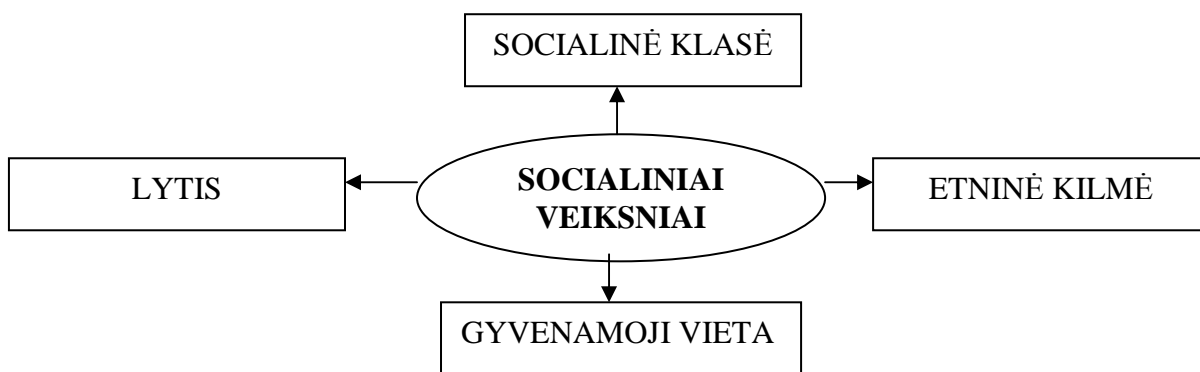 SOCIALINĖ KLASĖ
LYTIS
SOCIALINIAI
VEIKSNIAI
ETNINĖ KILMĖ
GYVENAMOJI VIETA